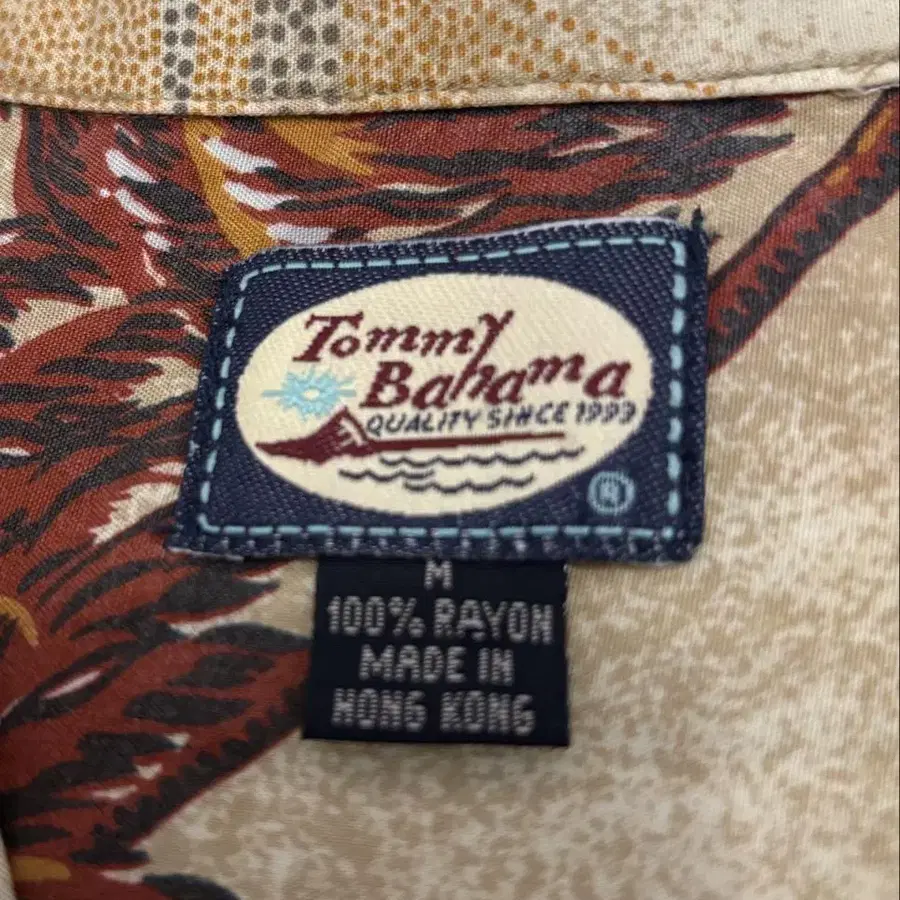 Tommy
Bahama
QUALITY SINCE 1993
®
M
100% RAYON
MADE IN
HONG KONG